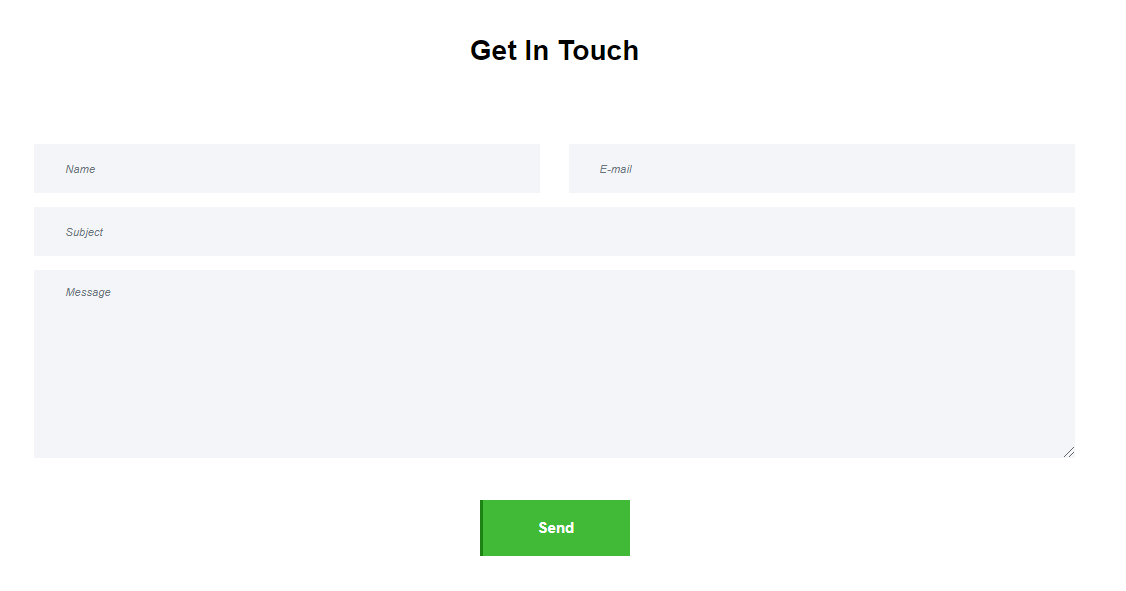 Get In Touch
Name
E-mail
Subject
Message
Send